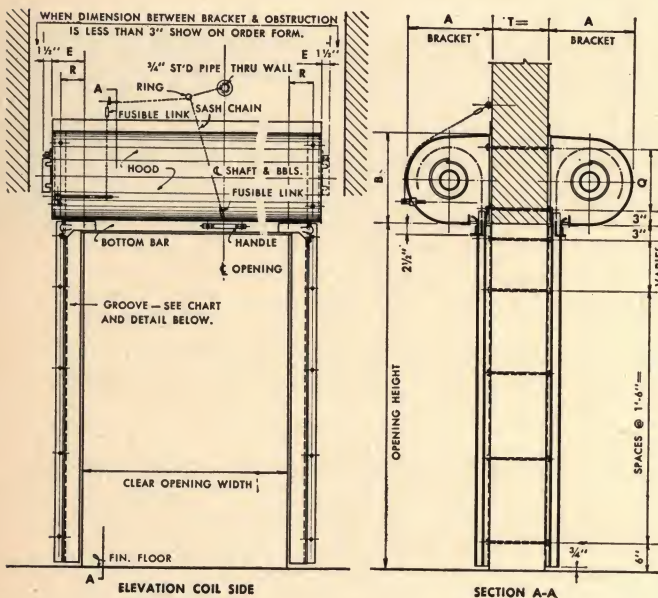 WHEN DIMENSION BETWEEN BRACKET & OBSTRUCTION
IS LESS THAN 3" SHOW ON ORDER FORM.
1½" E
E 1½"
R
R
A
¾" ST'D PIPE THRU WALL
RING
SASH CHAIN
FUSIBLE LINK
HOOD
℄ SHAFT & BBLS.
FUSIBLE LINK
BOTTOM BAR
HANDLE
℄ OPENING
GROOVE — SEE CHART
AND DETAIL BELOW.
CLEAR OPENING WIDTH
FIN. FLOOR
A
ELEVATION COIL SIDE
A T= A
BRACKET BRACKET
B
Q
3"
3"
2½"
VARIES
OPENING HEIGHT
SPACES @ 1'-6"=
¾"
6"
SECTION A-A